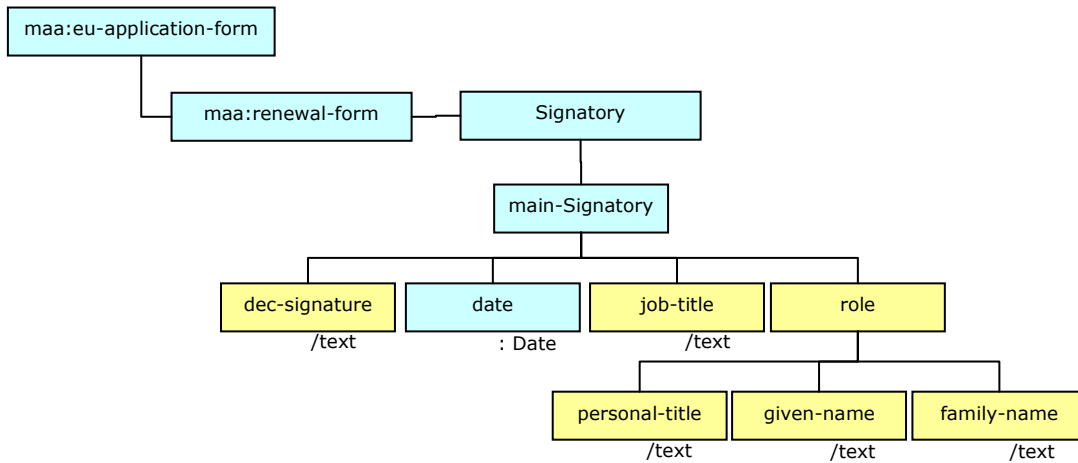 maa:eu-application-form
maa:renewal-form
Signatory
main-Signatory
dec-signature
date
job-title
role
/text
: Date
/text
personal-title
given-name
family-name
/text
/text
/text